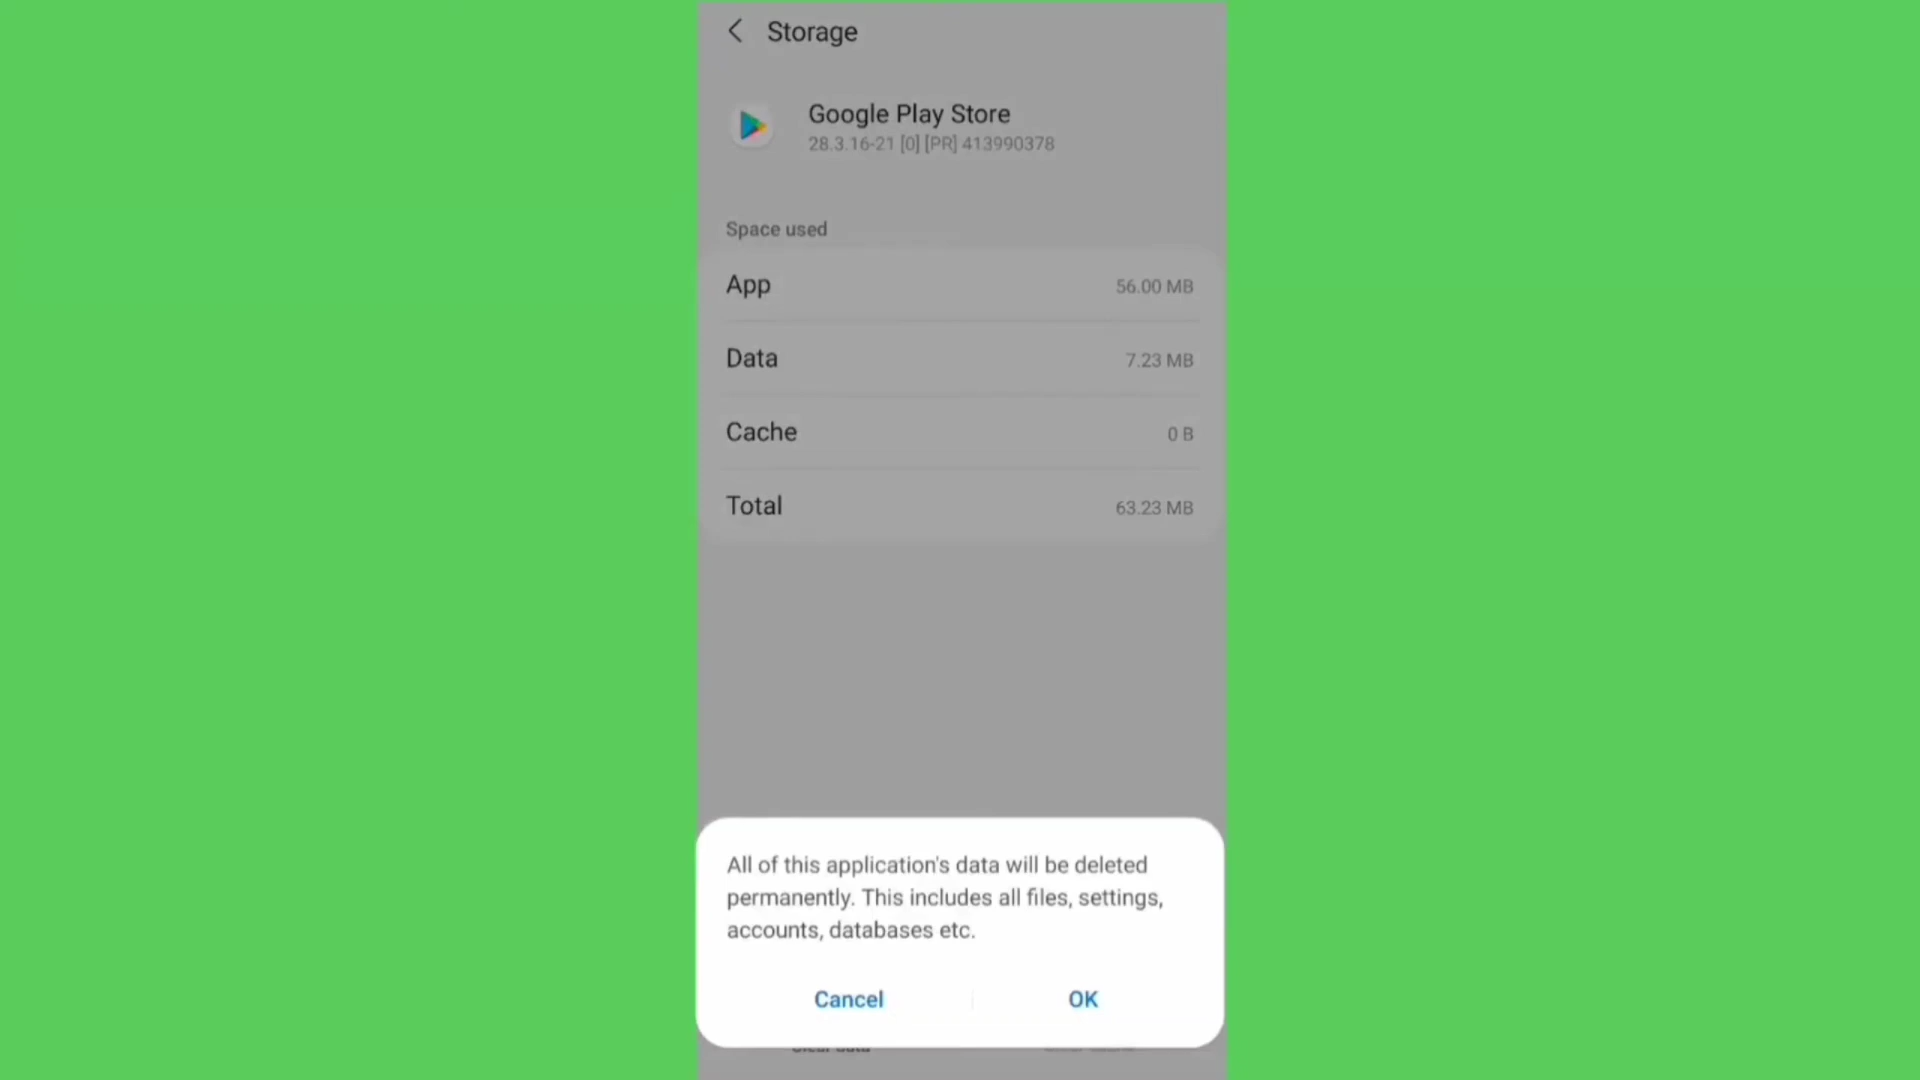 Storage
Google Play Store
28.3.16-21 [0] [PR] 413990378
Space used
App 56.00 MB
Data 7.23 MB
Cache 0 B
Total 63.23 MB
All of this application's data will be deleted
permanently. This includes all files, settings,
accounts, databases etc.
Cancel OK
Clear data